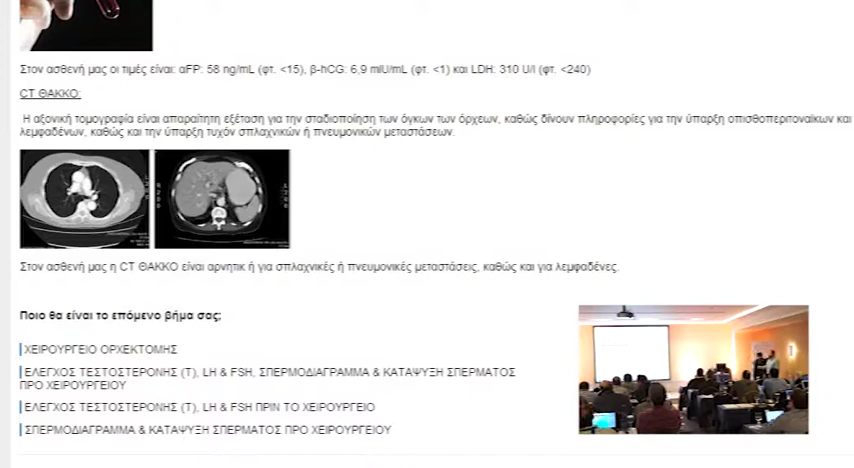 Στον ασθενή μας οι τιμές είναι: αFP: 58 ng/mL (φτ. <15), β-hCG: 6,9 mIU/mL (φτ. <1) και LDH: 310 U/l (φτ. <240)
CT ΘΑΚΚΟ:
Η αξονική τομογραφία είναι απαραίτητη εξέταση για την σταδιοποίηση των όγκων των όρχεων, καθώς δίνουν πληροφορίες για την ύπαρξη οπισθοπεριτοναϊκων και
λεμφαδένων, καθώς και την ύπαρξη τυχόν σπλαχνικών ή πνευμονικών μεταστάσεων.
Στον ασθενή μας η CT ΘΑΚΚΟ είναι αρνητικ ή για σπλαχνικές ή πνευμονικές μεταστάσεις, καθώς και για λεμφαδένες.
Ποιο θα είναι το επόμενο βήμα σας;
ΧΕΙΡΟΥΡΓΕΙΟ ΟΡΧΕΚΤΟΜΗΣ
ΕΛΕΓΧΟΣ ΤΕΣΤΟΣΤΕΡΟΝΗΣ (Τ), LH & FSH, ΣΠΕΡΜΟΔΙΑΓΡΑΜΜΑ & ΚΑΤΑΨΥΞΗ ΣΠΕΡΜΑΤΟΣ
ΠΡΟ ΧΕΙΡΟΥΡΓΕΙΟΥ
ΕΛΕΓΧΟΣ ΤΕΣΤΟΣΤΕΡΟΝΗΣ (Τ), LH & FSH ΠΡΙΝ ΤΟ ΧΕΙΡΟΥΡΓΕΙΟ
ΣΠΕΡΜΟΔΙΑΓΡΑΜΜΑ & ΚΑΤΑΨΥΞΗ ΣΠΕΡΜΑΤΟΣ ΠΡΟ ΧΕΙΡΟΥΡΓΕΙΟΥ